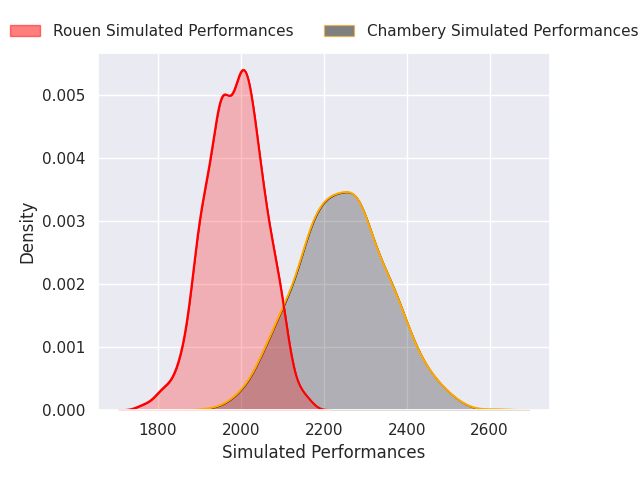 Rouen Simulated Performances
Chambery Simulated Performances
Density
0.005
0.004
0.003
0.002
0.001
0.000
1800 2000 2200 2400 2600
Simulated Performances